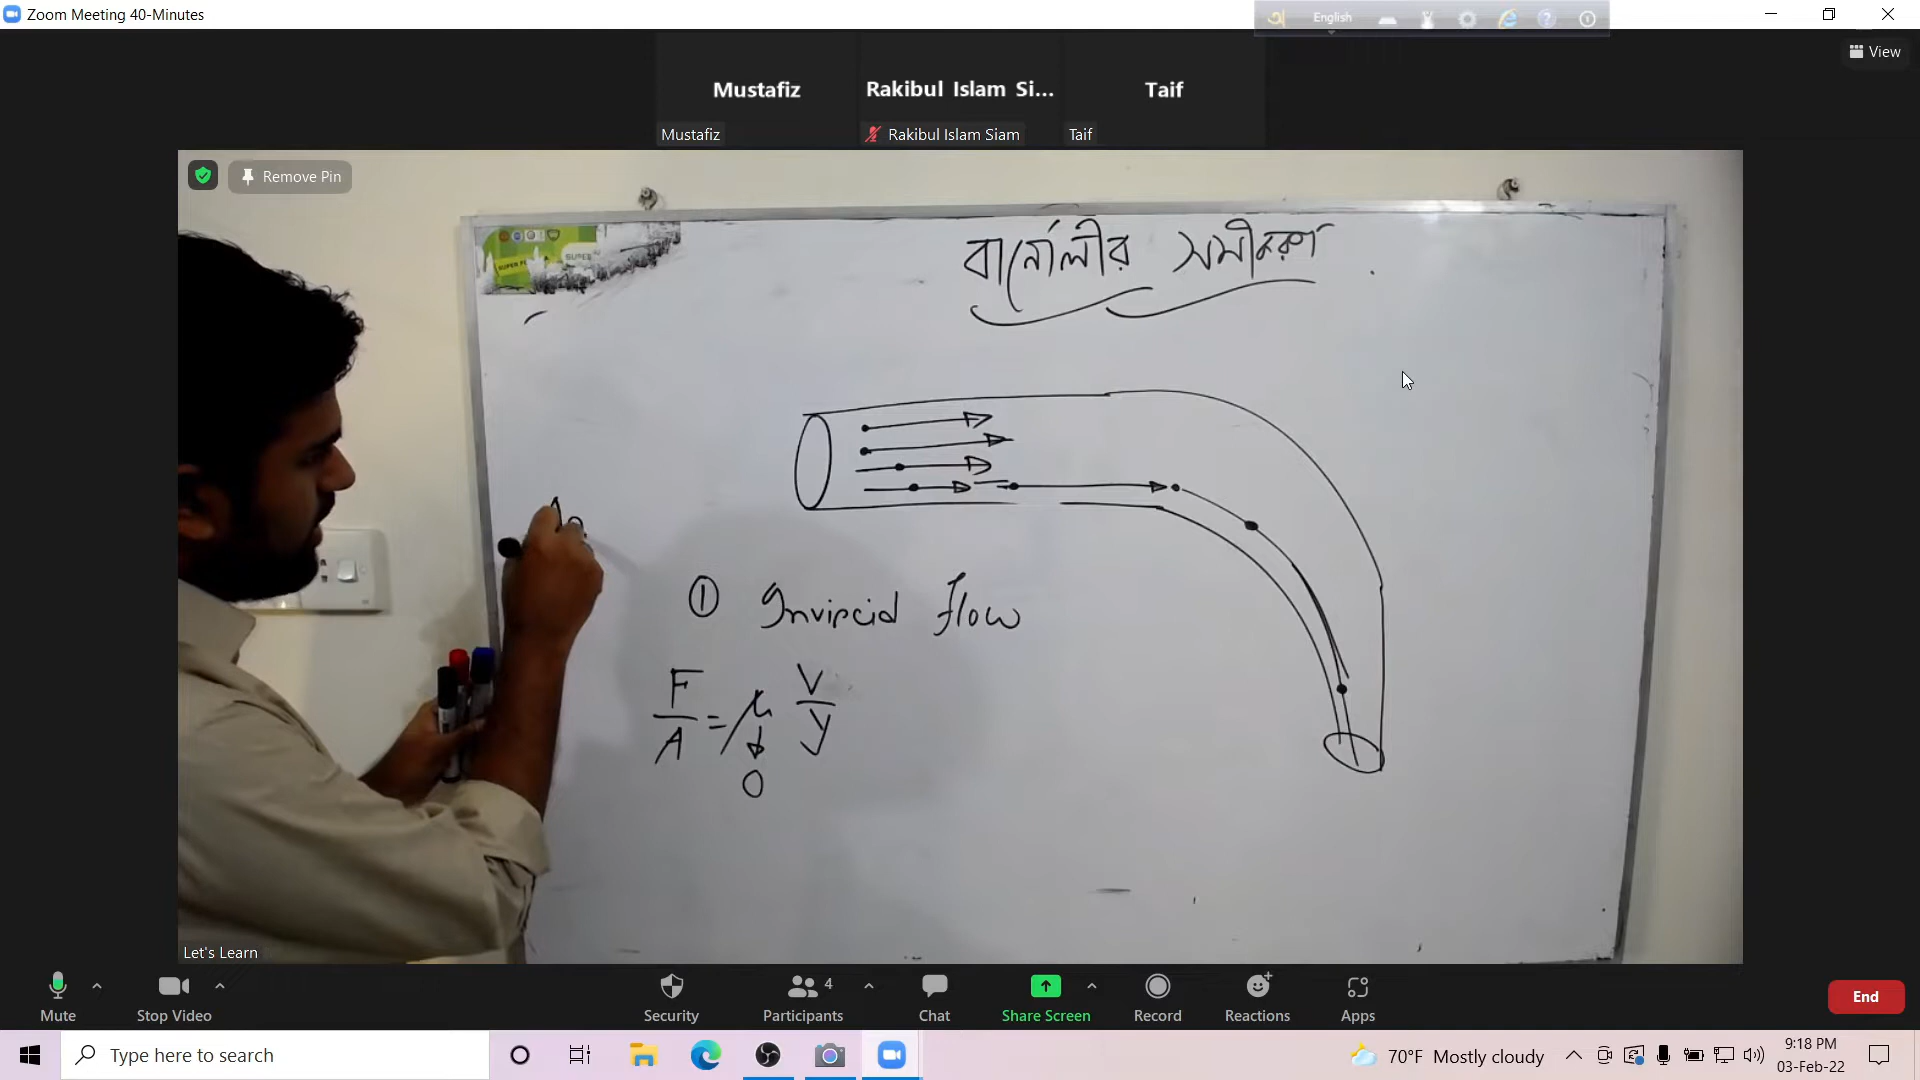 Zoom Meeting 40-Minutes
English
View
Mustafiz
Rakibul Islam Si...
Taif
Mustafiz
Rakibul Islam Siam
Taif
Remove Pin
SUPER
বার্নোলীর সমীকরণ
① Inviscid flow
F/A = μ V/y
0
Let's Learn
Mute
Stop Video
Security
Participants
4
Chat
Share Screen
Record
Reactions
Apps
End
Type here to search
70°F Mostly cloudy
9:18 PM
03-Feb-22